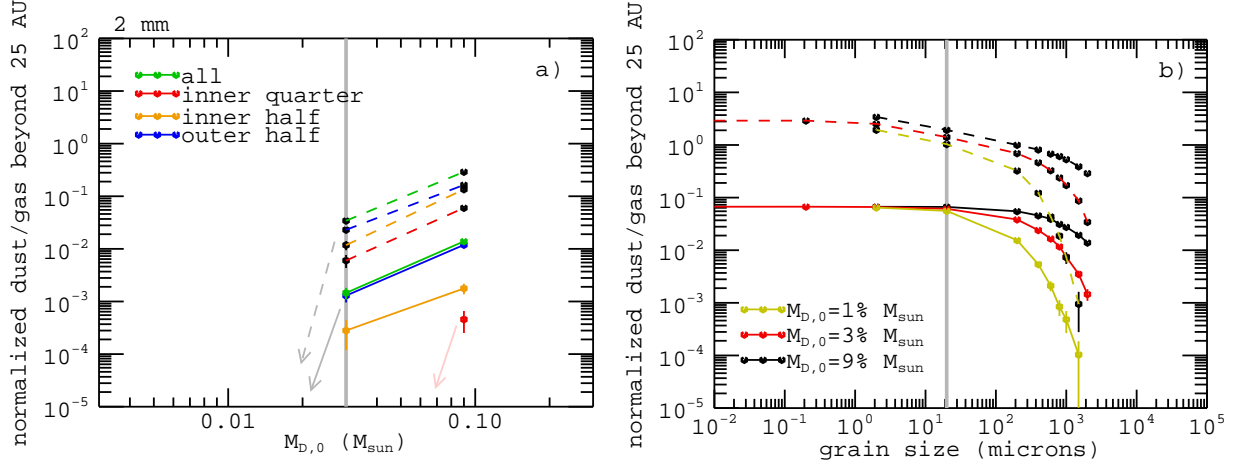 2 mm
normalized dust/gas beyond 25 AU
10^2
10^1
10^0
10^-1
10^-2
10^-3
10^-4
10^-5
a)
all
inner quarter
inner half
outer half
0.01
0.10
M_D,0 (M_sun)
normalized dust/gas beyond 25 AU
10^2
10^1
10^0
10^-1
10^-2
10^-3
10^-4
10^-5
b)
M_D,0=1% M_sun
M_D,0=3% M_sun
M_D,0=9% M_sun
10^-2
10^-1
10^0
10^1
10^2
10^3
10^4
10^5
grain size (microns)